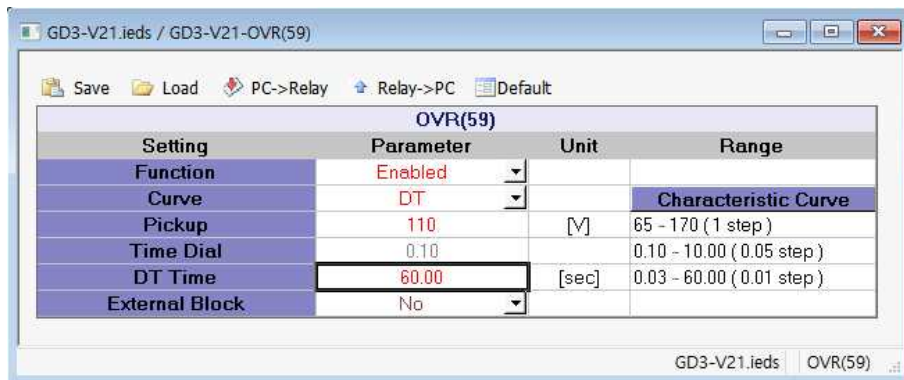 GD3-V21.ieds / GD3-V21-OVR(59)
Save Load PC->Relay Relay->PC Default
OVR(59)
Setting Parameter Unit Range
Function Enabled
Curve DT Characteristic Curve
Pickup 110 [V] 65 - 170 ( 1 step )
Time Dial 0.10 0.10 - 10.00 ( 0.05 step )
DT Time 60.00 [sec] 0.03 - 60.00 ( 0.01 step )
External Block No
GD3-V21.ieds OVR(59)